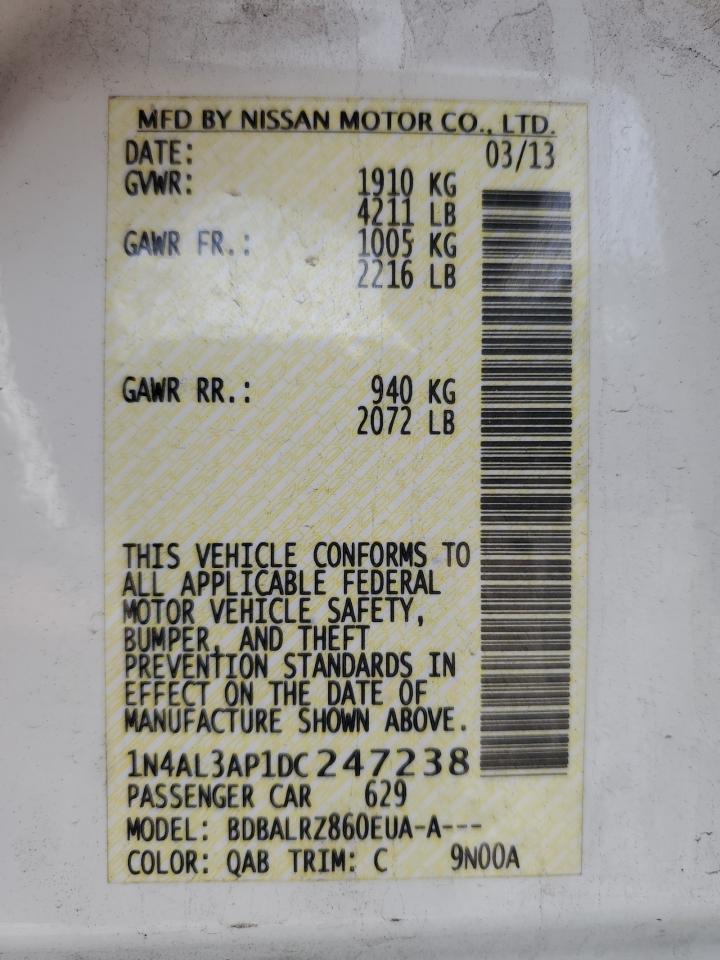 MFD BY NISSAN MOTOR CO., LTD.
DATE: 03/13
GVWR: 1910 KG
4211 LB
GAWR FR.: 1005 KG
2216 LB
GAWR RR.: 940 KG
2072 LB
THIS VEHICLE CONFORMS TO
ALL APPLICABLE FEDERAL
MOTOR VEHICLE SAFETY,
BUMPER, AND THEFT
PREVENTION STANDARDS IN
EFFECT ON THE DATE OF
MANUFACTURE SHOWN ABOVE.
1N4AL3AP1DC247238
PASSENGER CAR 629
MODEL: BDBALRZ860EUA-A---
COLOR: QAB TRIM: C 9N00A